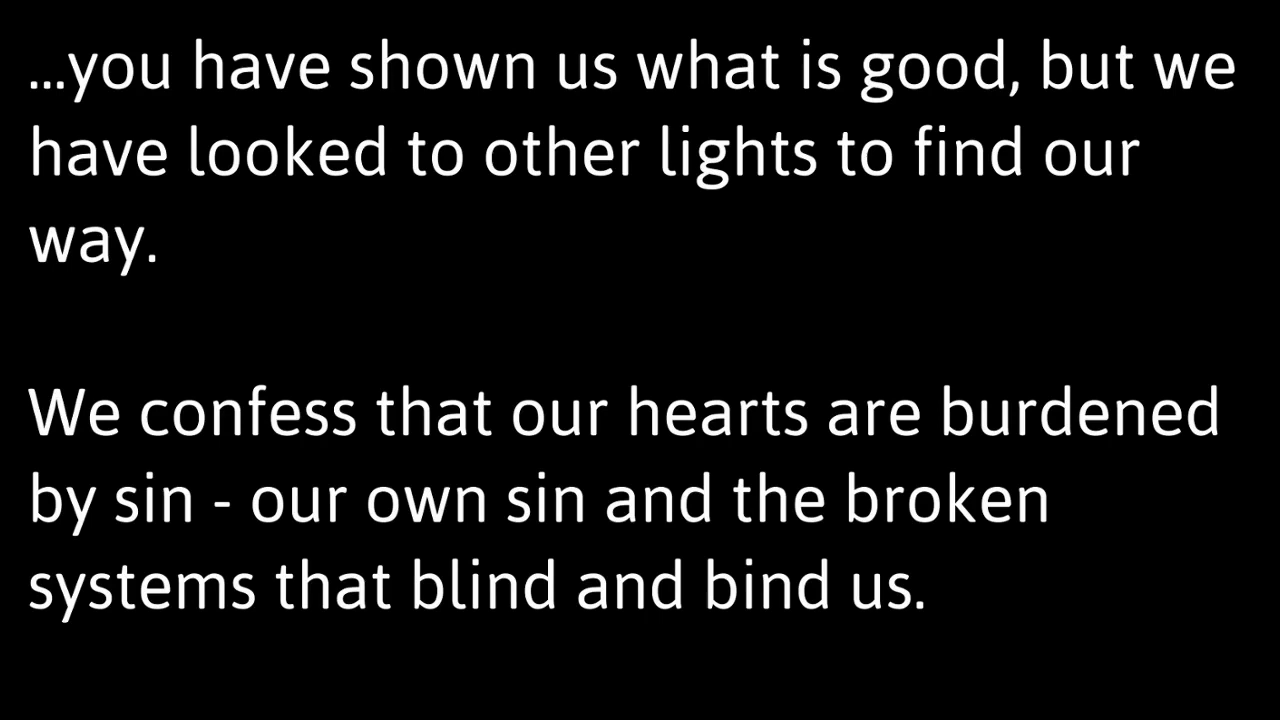 ...you have shown us what is good, but we
have looked to other lights to find our
way.
We confess that our hearts are burdened
by sin - our own sin and the broken
systems that blind and bind us.